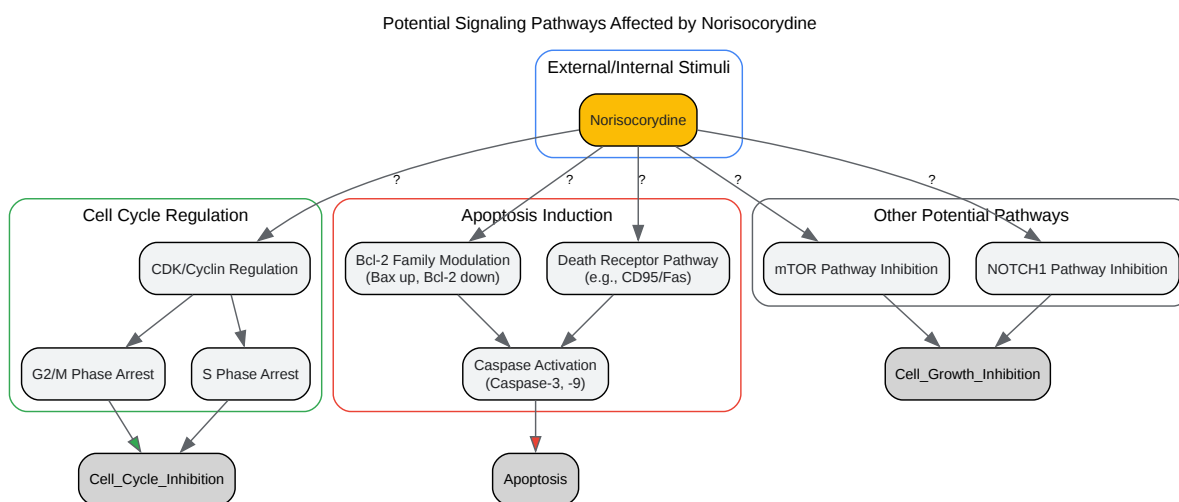 Potential Signaling Pathways Affected by Norisocorydine
External/Internal Stimuli
Norisocorydine
?
?
?
?
?
Cell Cycle Regulation
Apoptosis Induction
Other Potential Pathways
CDK/Cyclin Regulation
Bcl-2 Family Modulation
(Bax up, Bcl-2 down)
Death Receptor Pathway
(e.g., CD95/Fas)
mTOR Pathway Inhibition
NOTCH1 Pathway Inhibition
G2/M Phase Arrest
S Phase Arrest
Caspase Activation
(Caspase-3, -9)
Cell_Growth_Inhibition
Cell_Cycle_Inhibition
Apoptosis